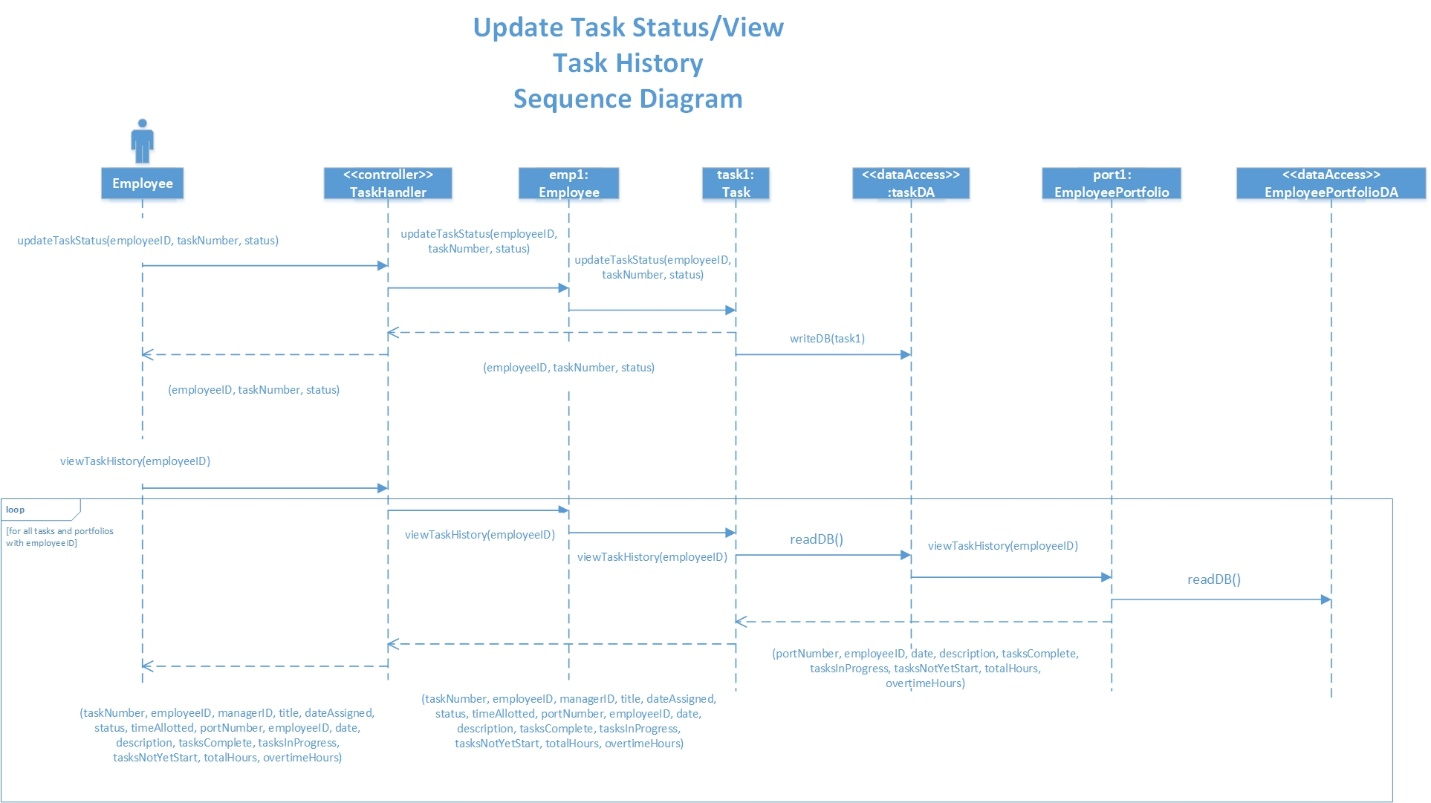 Update Task Status/View
Task History
Sequence Diagram
Employee
<<controller>>
TaskHandler
emp1:
Employee
task1:
Task
<<dataAccess>>
:taskDA
port1:
EmployeePortfolio
<<dataAccess>>
EmployeePortfolioDA
updateTaskStatus(employeeID, taskNumber, status)
updateTaskStatus(employeeID,
taskNumber, status)
updateTaskStatus(employeeID,
taskNumber, status)
writeDB(task1)
(employeeID, taskNumber, status)
(employeeID, taskNumber, status)
viewTaskHistory(employeeID)
loop
[for all tasks and portfolios
with employeeID]
viewTaskHistory(employeeID)
viewTaskHistory(employeeID)
readDB()
viewTaskHistory(employeeID)
readDB()
(portNumber, employeeID, date, description, tasksComplete,
tasksInProgress, tasksNotYetStart, totalHours,
overtimeHours)
(taskNumber, employeeID, managerID, title, dateAssigned,
status, timeAllotted, portNumber, employeeID, date,
description, tasksComplete, tasksInProgress,
tasksNotYetStart, totalHours, overtimeHours)
(taskNumber, employeeID, managerID, title, dateAssigned,
status, timeAllotted, portNumber, employeeID, date,
description, tasksComplete, tasksInProgress,
tasksNotYetStart, totalHours, overtimeHours)